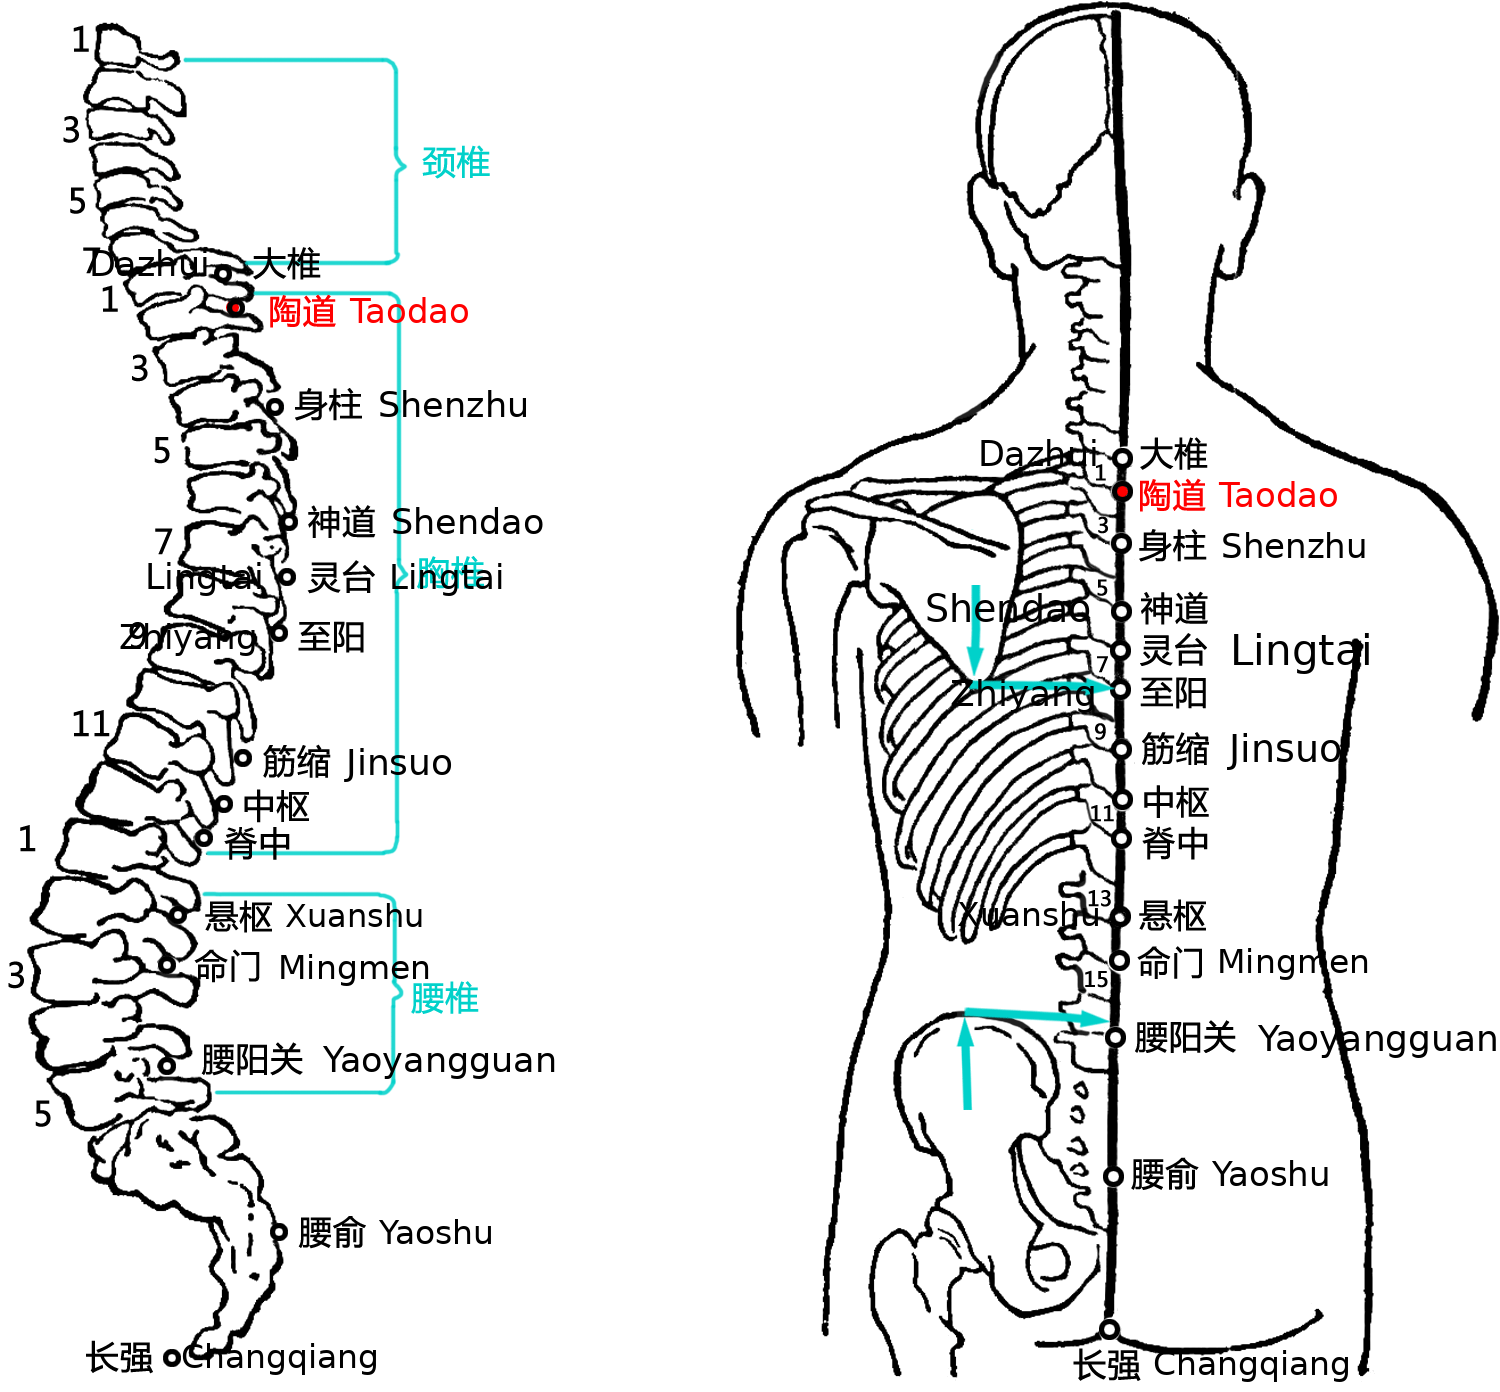 1
3
5
7
颈椎
Dazhui 大椎
1
陶道 Taodao
3
身柱 Shenzhu
5
神道 Shendao
7
胸椎
Lingtai 灵台 Lingtai
9
Zhiyang 至阳
11
筋缩 Jinsuo
中枢
脊中
1
悬枢 Xuanshu
3
命门 Mingmen
腰椎
腰阳关 Yaoyangguan
5
腰俞 Yaoshu
长强 Changqiang
Dazhui 大椎
1
陶道 Taodao
3
身柱 Shenzhu
5
Shendao 神道
灵台 Lingtai
7
Zhiyang 至阳
9
筋缩 Jinsuo
中枢
11
脊中
13
Xuanshu 悬枢
命门 Mingmen
15
腰阳关 Yaoyangguan
腰俞 Yaoshu
长强 Changqiang